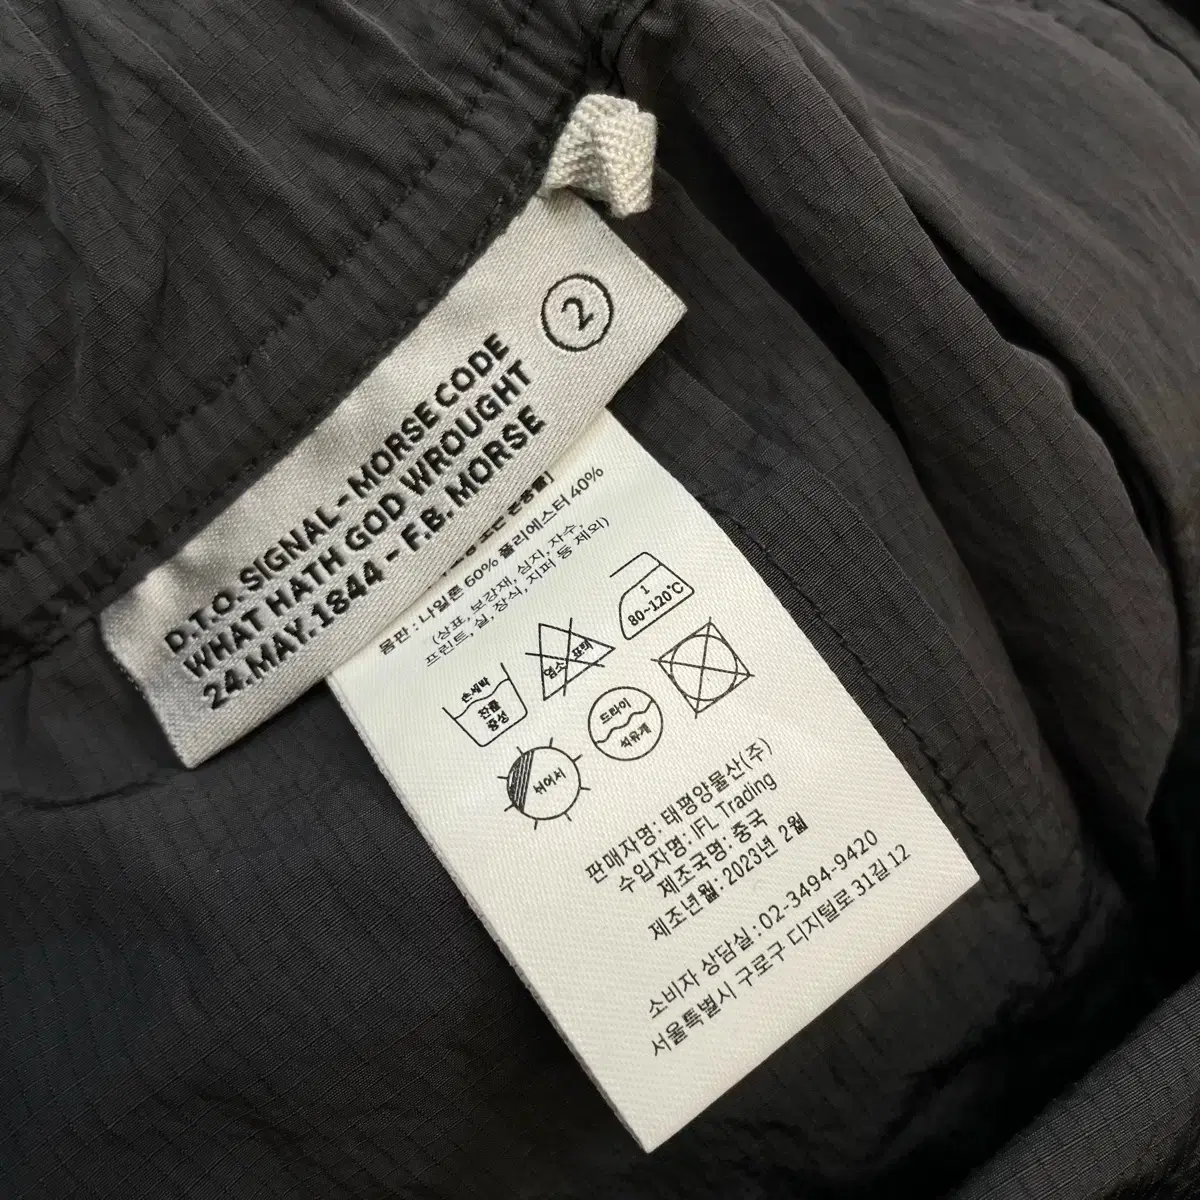 2
D.T.O. SIGNAL - MORSE CODE
WHAT HATH GOD WROUGHT
24.MAY.1844 - F.B. MORSE
몸판 : 나일론 60% 폴리에스터 40%
(상표, 보강재, 심지, 자수,
프린트, 실, 장식, 지퍼 등 제외)
손세탁
찬물
중성
염소 표백
1
80~120℃
뉘어서
드라이
석유계
판매자명: 태평양물산(주)
수입자명: IFL Trading
제조국명: 중국
제조년월: 2023년 2월
소비자 상담실 : 02-3494-9420
서울특별시 구로구 디지털로 31길 12